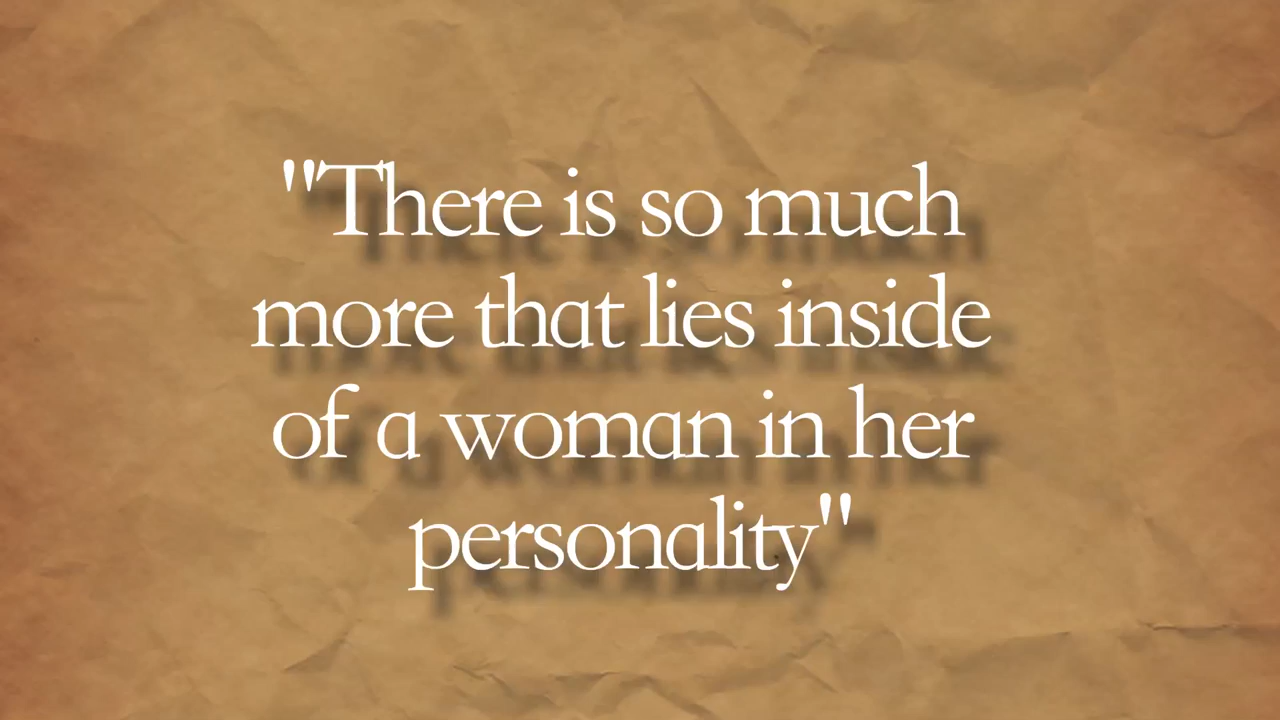 "There is so much
more that lies inside
of a woman in her
personality"